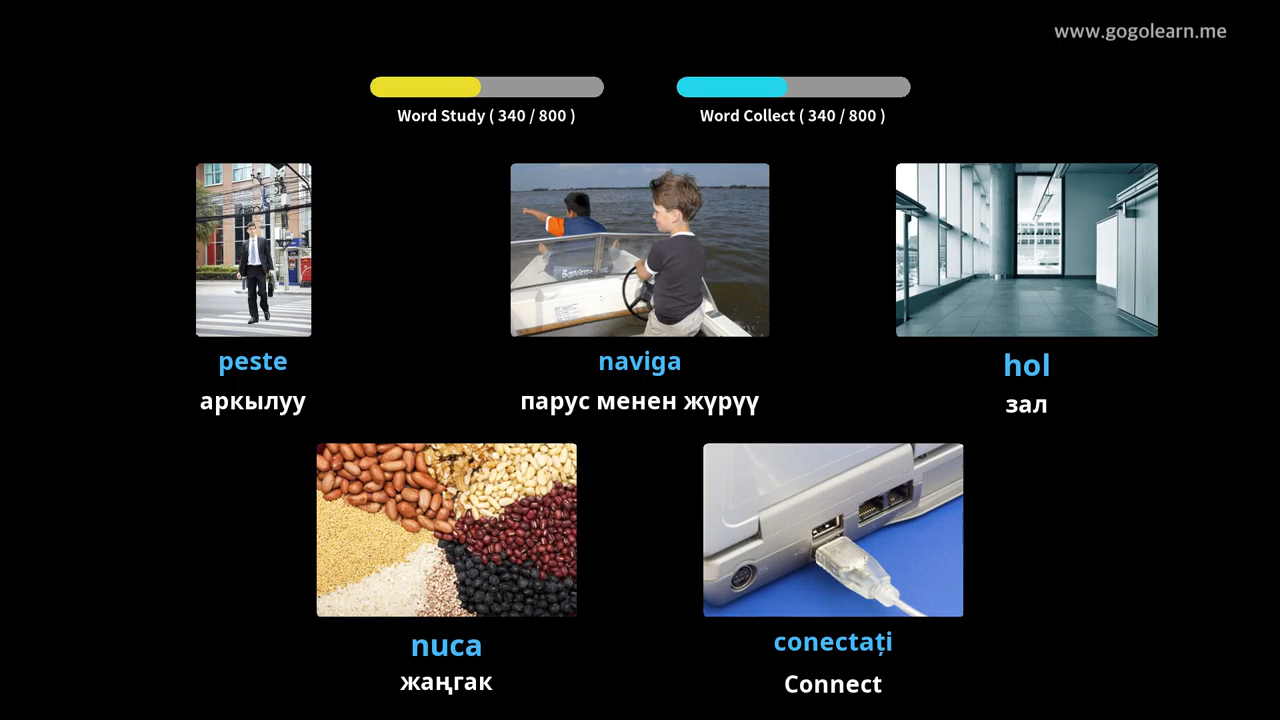 www.gogolearn.me
Word Study ( 340 / 800 )
Word Collect ( 340 / 800 )
peste
naviga
hol
аркылуу
парус менен жүрүү
зал
nuca
conectați
жаңгак
Connect